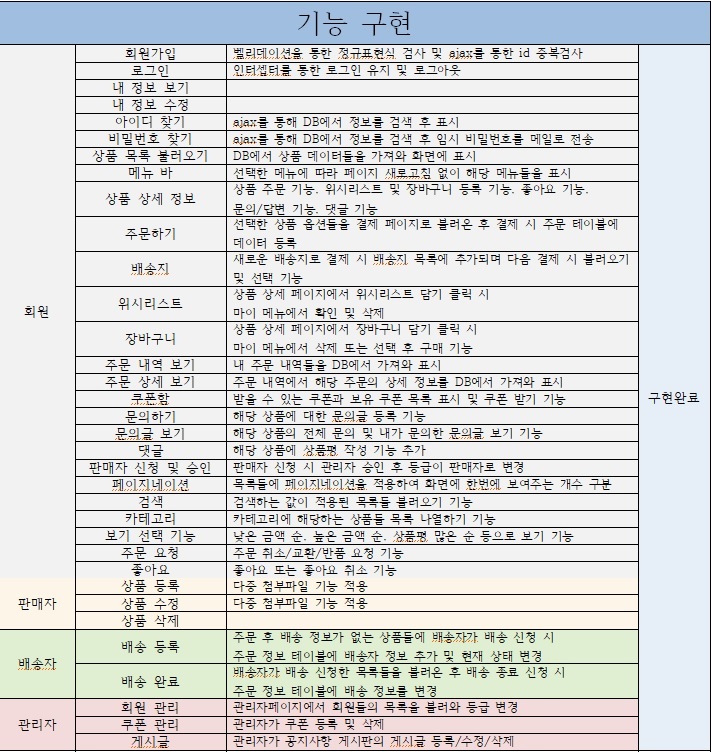 기능 구현
회원
회원가입
벨리데이션을 통한 정규표현식 검사 및 ajax를 통한 id 중복검사
로그인
인터셉터를 통한 로그인 유지 및 로그아웃
내 정보 보기
내 정보 수정
아이디 찾기
ajax를 통해 DB에서 정보를 검색 후 표시
비밀번호 찾기
ajax를 통해 DB에서 정보를 검색 후 임시 비밀번호를 메일로 전송
상품 목록 불러오기
DB에서 상품 데이터들을 가져와 화면에 표시
메뉴 바
선택한 메뉴에 따라 페이지 새로고침 없이 해당 메뉴들을 표시
상품 상세 정보
상품 주문 기능. 위시리스트 및 장바구니 등록 기능. 좋아요 기능.
문의/답변 기능. 댓글 기능
주문하기
선택한 상품 옵션들을 결제 페이지로 불러온 후 결제 시 주문 테이블에
데이터 등록
배송지
새로운 배송지로 결제 시 배송지 목록에 추가되며 다음 결제 시 불러오기
및 선택 기능
위시리스트
상품 상세 페이지에서 위시리스트 담기 클릭 시
마이 메뉴에서 확인 및 삭제
장바구니
상품 상세 페이지에서 장바구니 담기 클릭 시
마이 메뉴에서 삭제 또는 선택 후 구매 기능
주문 내역 보기
내 주문 내역들을 DB에서 가져와 표시
주문 상세 보기
주문 내역에서 해당 주문의 상세 정보를 DB에서 가져와 표시
쿠폰함
받을 수 있는 쿠폰과 보유 쿠폰 목록 표시 및 쿠폰 받기 기능
구현완료
문의하기
해당 상품에 대한 문의글 등록 기능
문의글 보기
해당 상품의 전체 문의 및 내가 문의한 문의글 보기 기능
댓글
해당 상품에 상품평 작성 기능 추가
판매자 신청 및 승인
판매자 신청 시 관리자 승인 후 등급이 판매자로 변경
페이지네이션
목록들에 페이지네이션을 적용하여 화면에 한번에 보여주는 개수 구분
검색
검색하는 값이 적용된 목록들 불러오기 기능
카테고리
카테고리에 해당하는 상품들 목록 나열하기 기능
보기 선택 기능
낮은 금액 순. 높은 금액 순. 상품평 많은 순 등으로 보기 기능
주문 요청
주문 취소/교환/반품 요청 기능
좋아요
좋아요 또는 좋아요 취소 기능
판매자
상품 등록
다중 첨부파일 기능 적용
상품 수정
다중 첨부파일 기능 적용
상품 삭제
배송자
배송 등록
주문 후 배송 정보가 없는 상품들에 배송자가 배송 신청 시
주문 정보 테이블에 배송자 정보 추가 및 현재 상태 변경
배송 완료
배송자가 배송 신청한 목록들을 불러온 후 배송 종료 신청 시
주문 정보 테이블에 배송 정보를 변경
관리자
회원 관리
관리자페이지에서 회원들의 목록을 불러와 등급 변경
쿠폰 관리
관리자가 쿠폰 등록 및 삭제
게시글
관리자가 공지사항 게시판의 게시글 등록/수정/삭제